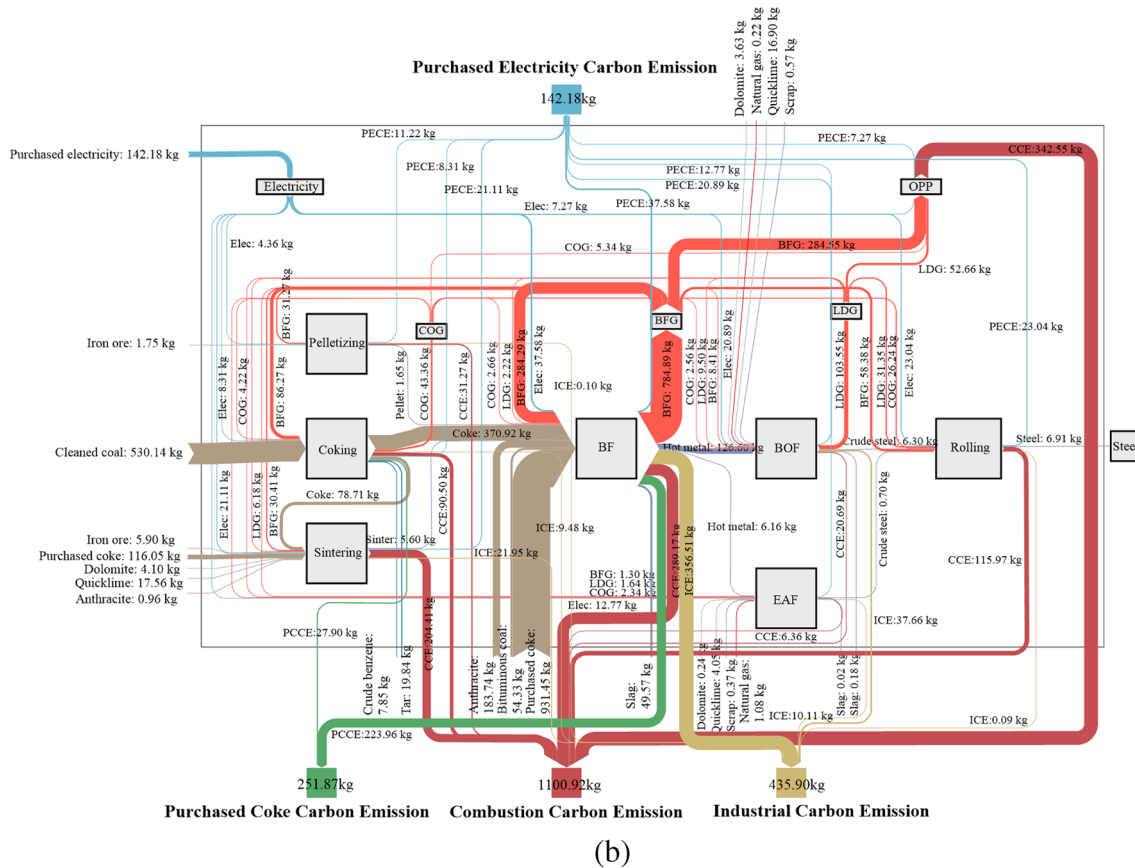 Dolomite: 3.63 kg
Natural gas: 0.22 kg
Quicklime: 16.90 kg
Scrap: 0.57 kg
Purchased Electricity Carbon Emission
142.18kg
Purchased electricity: 142.18 kg
PECE:11.22 kg
PECE:8.31 kg
PECE:21.11 kg
PECE:37.58 kg
PECE:12.77 kg
PECE:20.89 kg
PECE:7.27 kg
CCE:342.55 kg
Electricity
OPP
Elec: 7.27 kg
Elec: 4.36 kg
COG: 5.34 kg
BFG: 284.55 kg
LDG: 52.66 kg
PECE:23.04 kg
BFG: 31.27 kg
COG
BFG
LDG
Iron ore: 1.75 kg
Pelletizing
Elec: 8.31 kg
COG: 4.22 kg
BFG: 86.27 kg
Pellet: 1.65 kg
COG: 43.36 kg
CCE:31.27 kg
COG: 2.66 kg
LDG: 2.22 kg
BFG: 284.29 kg
Elec: 37.58 kg
ICE:0.10 kg
BFG: 784.89 kg
COG: 2.56 kg
LDG: 9.50 kg
BFG: 8.41 kg
Elec: 20.89 kg
LDG: 103.55 kg
BFG: 58.38 kg
LDG: 31.35 kg
COG: 26.24 kg
Elec: 23.04 kg
Cleaned coal: 530.14 kg
Coking
Coke: 370.92 kg
BF
Hot metal: 126.60 kg
BOF
Crude steel: 6.30 kg
Rolling
Steel: 6.91 kg
Steel
Coke: 78.71 kg
Elec: 21.11 kg
LDG: 6.18 kg
BFG: 30.41 kg
CCE:90.50 kg
ICE:9.48 kg
CCE:289.17 kg
ICE:356.51 kg
Hot metal: 6.16 kg
CCE:20.69 kg
Crude steel: 0.70 kg
CCE:115.97 kg
Iron ore: 5.90 kg
Purchased coke: 116.05 kg
Dolomite: 4.10 kg
Quicklime: 17.56 kg
Anthracite: 0.96 kg
Sintering
Sinter: 5.60 kg
ICE:21.95 kg
BFG: 1.30 kg
LDG: 1.64 kg
COG: 2.34 kg
Elec: 12.77 kg
EAF
CCE:6.36 kg
ICE:37.66 kg
PCCE:27.90 kg
CCE:204.41 kg
Crude benzene:
7.85 kg
Tar: 19.84 kg
Anthracite:
183.74 kg
Bituminous coal:
54.33 kg
Purchased coke:
931.45 kg
Slag:
49.57 kg
Dolomite: 0.24 kg
Quicklime: 4.05 kg
Scrap: 0.37 kg
Natural gas:
1.08 kg
Slag: 0.02 kg
Slag: 0.18 kg
ICE:10.11 kg
ICE:0.09 kg
PCCE:223.96 kg
251.87kg
1100.92kg
435.90kg
Purchased Coke Carbon Emission
Combustion Carbon Emission
Industrial Carbon Emission
(b)